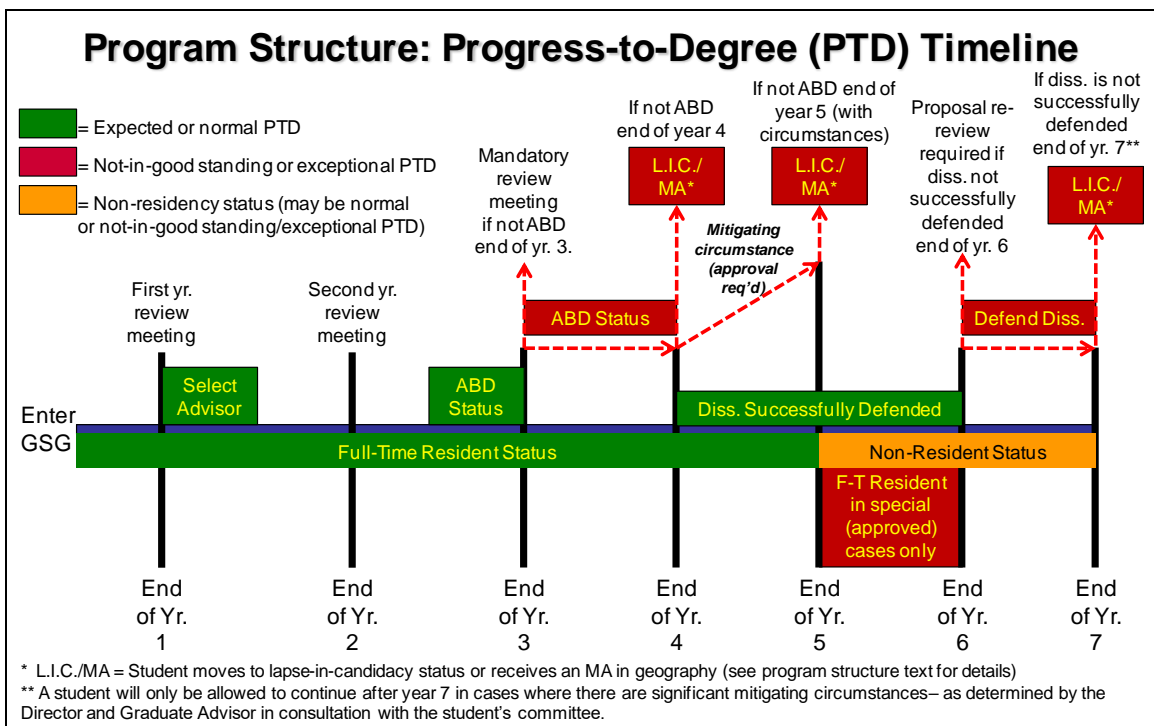 Program Structure: Progress-to-Degree (PTD) Timeline
= Expected or normal PTD
= Not-in-good standing or exceptional PTD
= Non-residency status (may be normal
or not-in-good standing/exceptional PTD)
First yr.
review
meeting
Second yr.
review
meeting
Mandatory
review
meeting
if not ABD
end of yr. 3.
If not ABD
end of year 4
L.I.C./
MA*
If not ABD end of
year 5 (with
circumstances)
L.I.C./
MA*
Mitigating
circumstance
(approval
req'd)
Proposal re-
review
required if
diss. not
successfully
defended
end of yr. 6
If diss. is not
successfully
defended
end of yr. 7**
L.I.C./
MA*
ABD Status
Defend Diss.
Enter
GSG
Select
Advisor
ABD
Status
Diss. Successfully Defended
Full-Time Resident Status
Non-Resident Status
F-T Resident
in special
(approved)
cases only
End
of Yr.
1
End
of Yr.
2
End
of Yr.
3
End
of Yr.
4
End
of Yr.
5
End
of Yr.
6
End
of Yr.
7
* L.I.C./MA = Student moves to lapse-in-candidacy status or receives an MA in geography (see program structure text for details)
** A student will only be allowed to continue after year 7 in cases where there are significant mitigating circumstances– as determined by the
Director and Graduate Advisor in consultation with the student's committee.